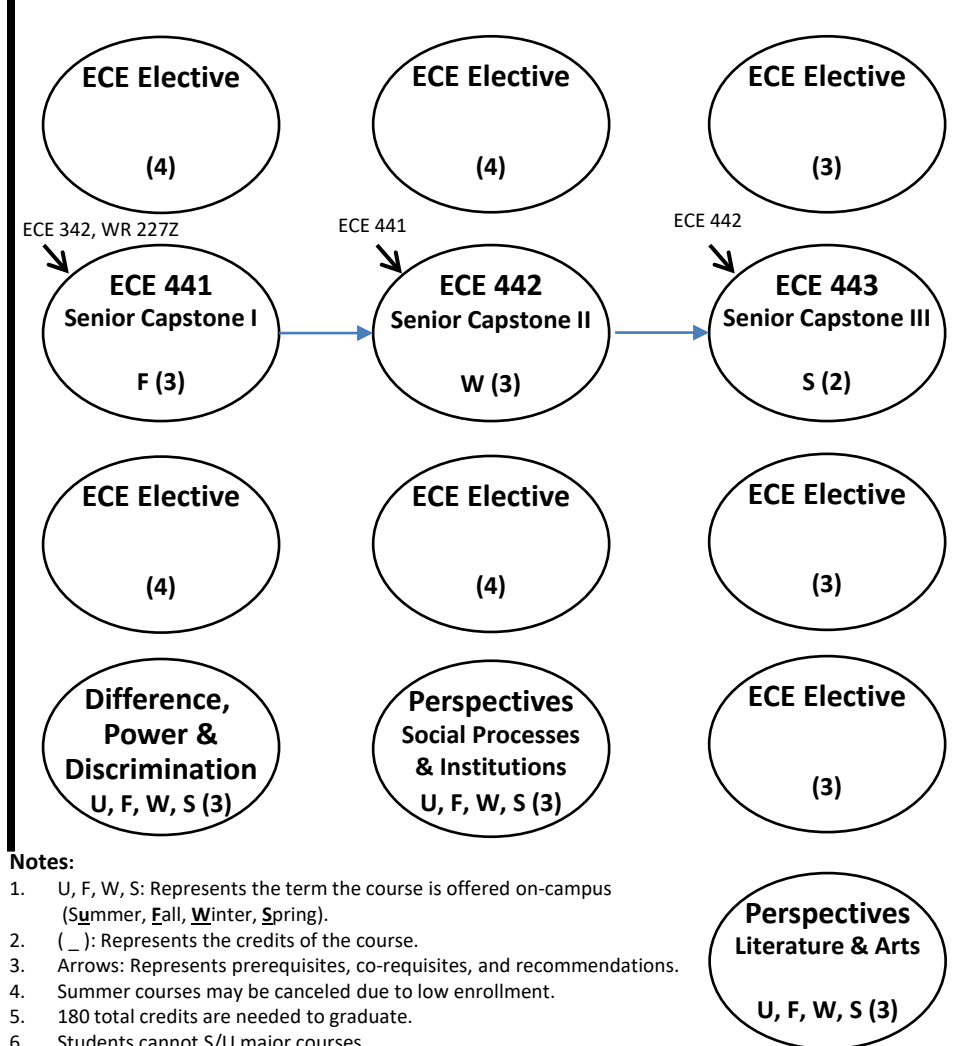 ECE Elective
(4)
ECE Elective
(4)
ECE Elective
(3)
ECE 342, WR 227Z
ECE 441
Senior Capstone I
F (3)
ECE 441
ECE 442
Senior Capstone II
W (3)
ECE 442
ECE 443
Senior Capstone III
S (2)
ECE Elective
(4)
ECE Elective
(4)
ECE Elective
(3)
Difference,
Power &
Discrimination
U, F, W, S (3)
Perspectives
Social Processes
& Institutions
U, F, W, S (3)
ECE Elective
(3)
Notes:
1. U, F, W, S: Represents the term the course is offered on-campus
(Summer, Fall, Winter, Spring).
2. ( _ ): Represents the credits of the course.
3. Arrows: Represents prerequisites, co-requisites, and recommendations.
4. Summer courses may be canceled due to low enrollment.
5. 180 total credits are needed to graduate.
6. Students cannot S/U major courses
Perspectives
Literature & Arts
U, F, W, S (3)